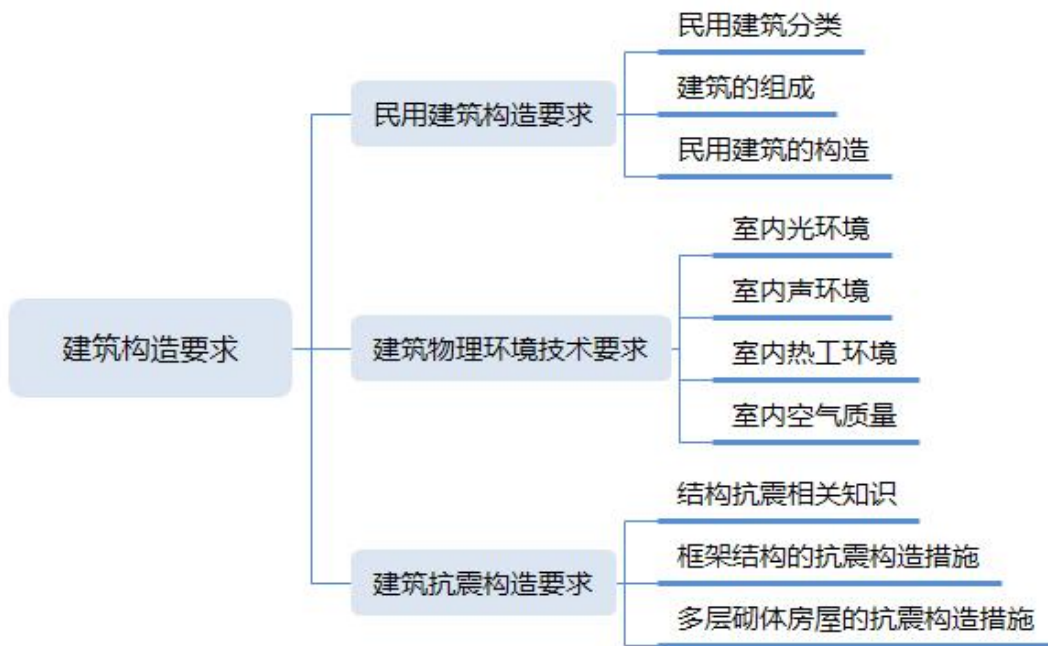 建筑构造要求
民用建筑构造要求
民用建筑分类
建筑的组成
民用建筑的构造
建筑物理环境技术要求
室内光环境
室内声环境
室内热工环境
室内空气质量
建筑抗震构造要求
结构抗震相关知识
框架结构的抗震构造措施
多层砌体房屋的抗震构造措施